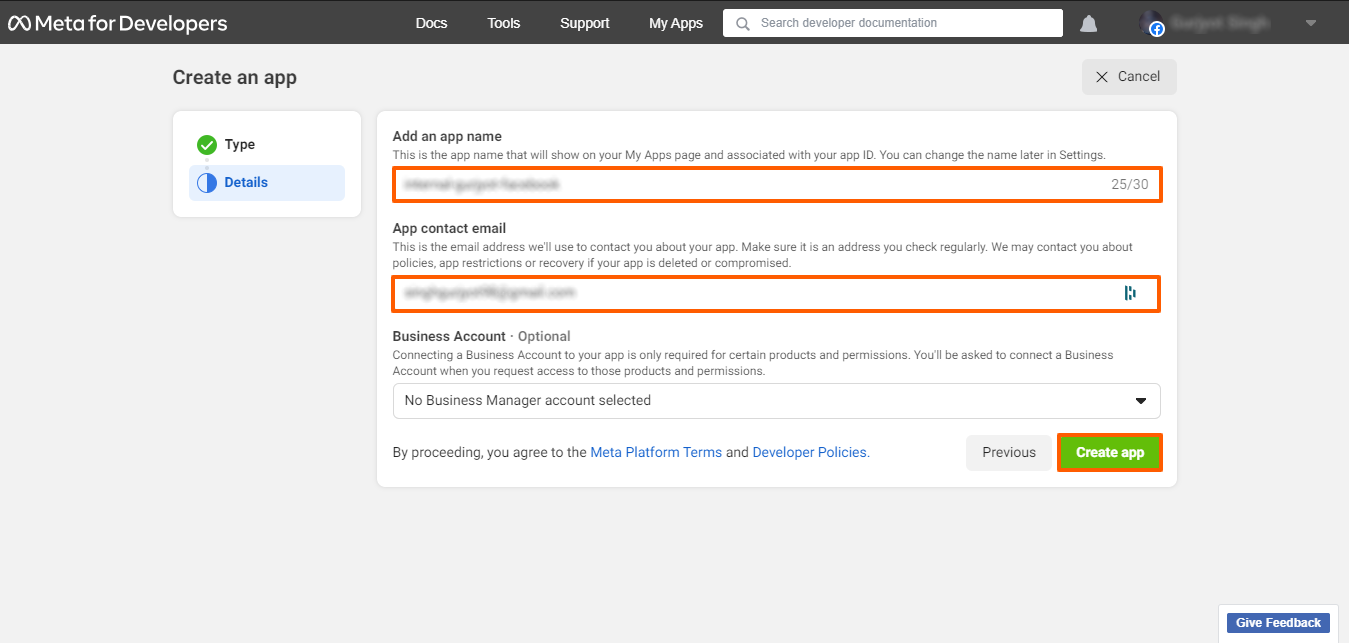 Meta for Developers
Docs
Tools
Support
My Apps
Search developer documentation
Create an app
Cancel
Type
Details
Add an app name
This is the app name that will show on your My Apps page and associated with your app ID. You can change the name later in Settings.
25/30
App contact email
This is the email address we'll use to contact you about your app. Make sure it is an address you check regularly. We may contact you about
policies, app restrictions or recovery if your app is deleted or compromised.
Business Account · Optional
Connecting a Business Account to your app is only required for certain products and permissions. You'll be asked to connect a Business
Account when you request access to those products and permissions.
No Business Manager account selected
By proceeding, you agree to the Meta Platform Terms and Developer Policies.
Previous
Create app
Give Feedback